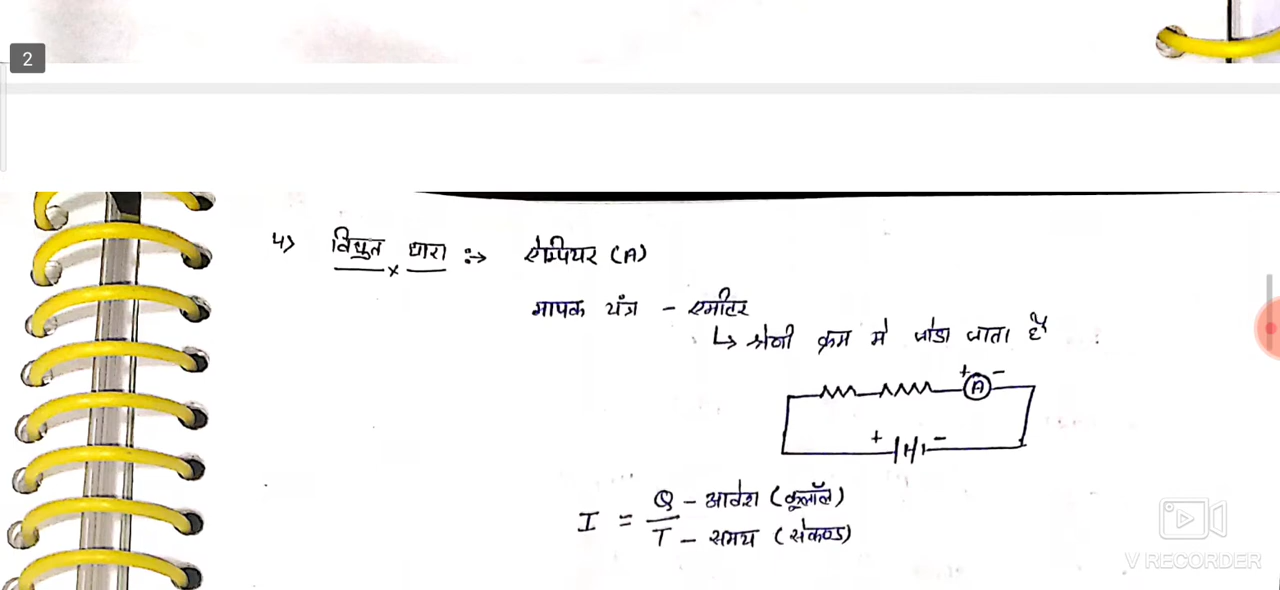 2
4> विधुत धारा :→ ऐम्पियर (A)
मापक यंत्र - एमीटर
↳ श्रेणी क्रम मे जोडा जाता है
+ A -
+ -
I = Q - आवेश (कूलॉम)
T - समय (सेकण्ड)
V RECORDER